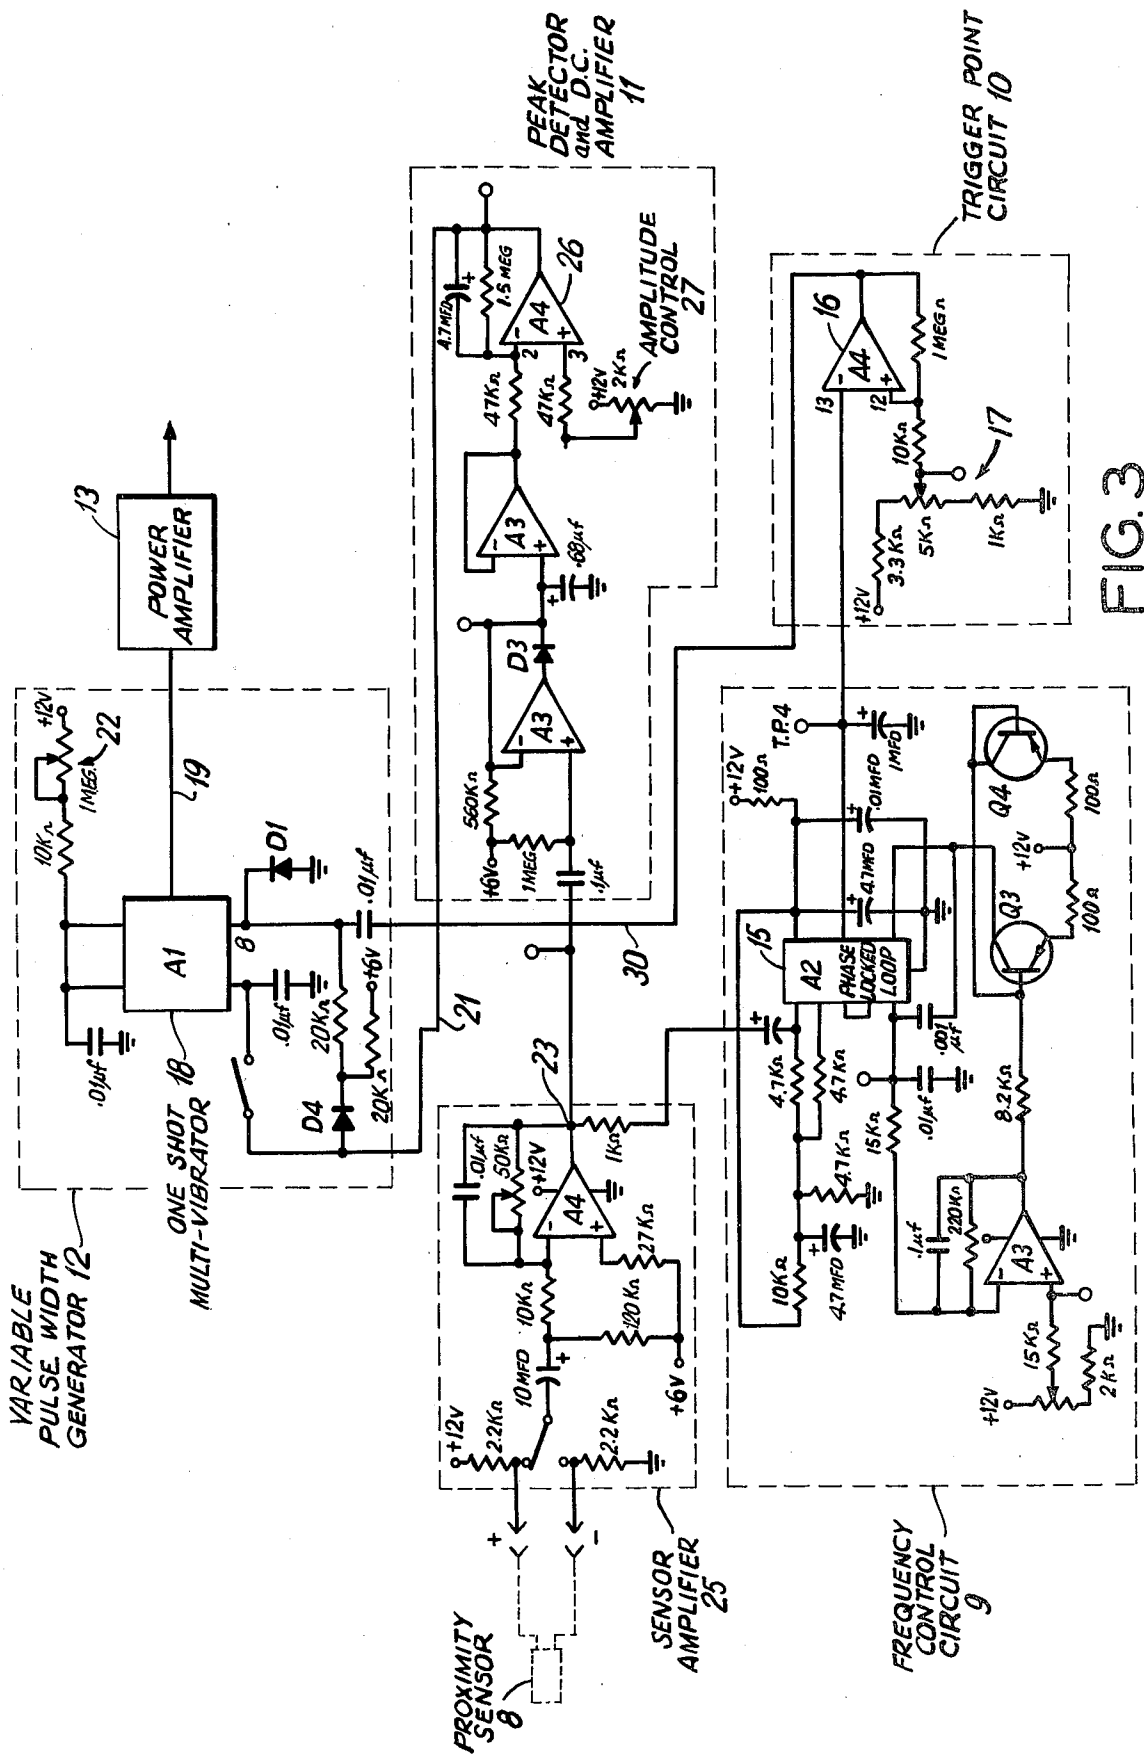 VARIABLE
PULSE WIDTH
GENERATOR 12
ONE SHOT 18
MULTI-VIBRATOR
.01µf
10KΩ
1 MEG.
+12V
22
A1
8
.01µf
20KΩ
+6V
20KΩ
D4
D1
.01µf
19
13
POWER
AMPLIFIER
21
30
PEAK
DETECTOR
and D.C.
AMPLIFIER
11
+6V
560KΩ
1MEG
.1µf
-
+
A3
D3
+
.68µf
-
+
A3
47KΩ
47KΩ
4.7MFD
+
1.5 MEG
2
3
-
+
A4
26
+12V
2KΩ
AMPLITUDE
CONTROL
27
PROXIMITY
SENSOR
8
+
-
SENSOR
AMPLIFIER
25
+12V
2.2KΩ
2.2KΩ
10MFD
+
10KΩ
120KΩ
+6V
27KΩ
.01µf
50KΩ
+12V
-
+
A4
23
1KΩ
FREQUENCY
CONTROL
CIRCUIT
9
+12V
15KΩ
2KΩ
10KΩ
4.7MFD
+
4.7KΩ
4.7KΩ
4.7KΩ
+
15KΩ
.01µf
.001
µf
.1µf
220KΩ
-
+
A3
8.2KΩ
15
A2
PHASE
LOCKED
LOOP
+12V
100Ω
+
4.7MFD
+
.01MFD
T.P.4
+
1MFD
Q3
Q4
+12V
100Ω
100Ω
TRIGGER POINT
CIRCUIT 10
+12V
3.3KΩ
5KΩ
1KΩ
17
10KΩ
1MEGΩ
13
12
-
+
A4
16
FIG. 3